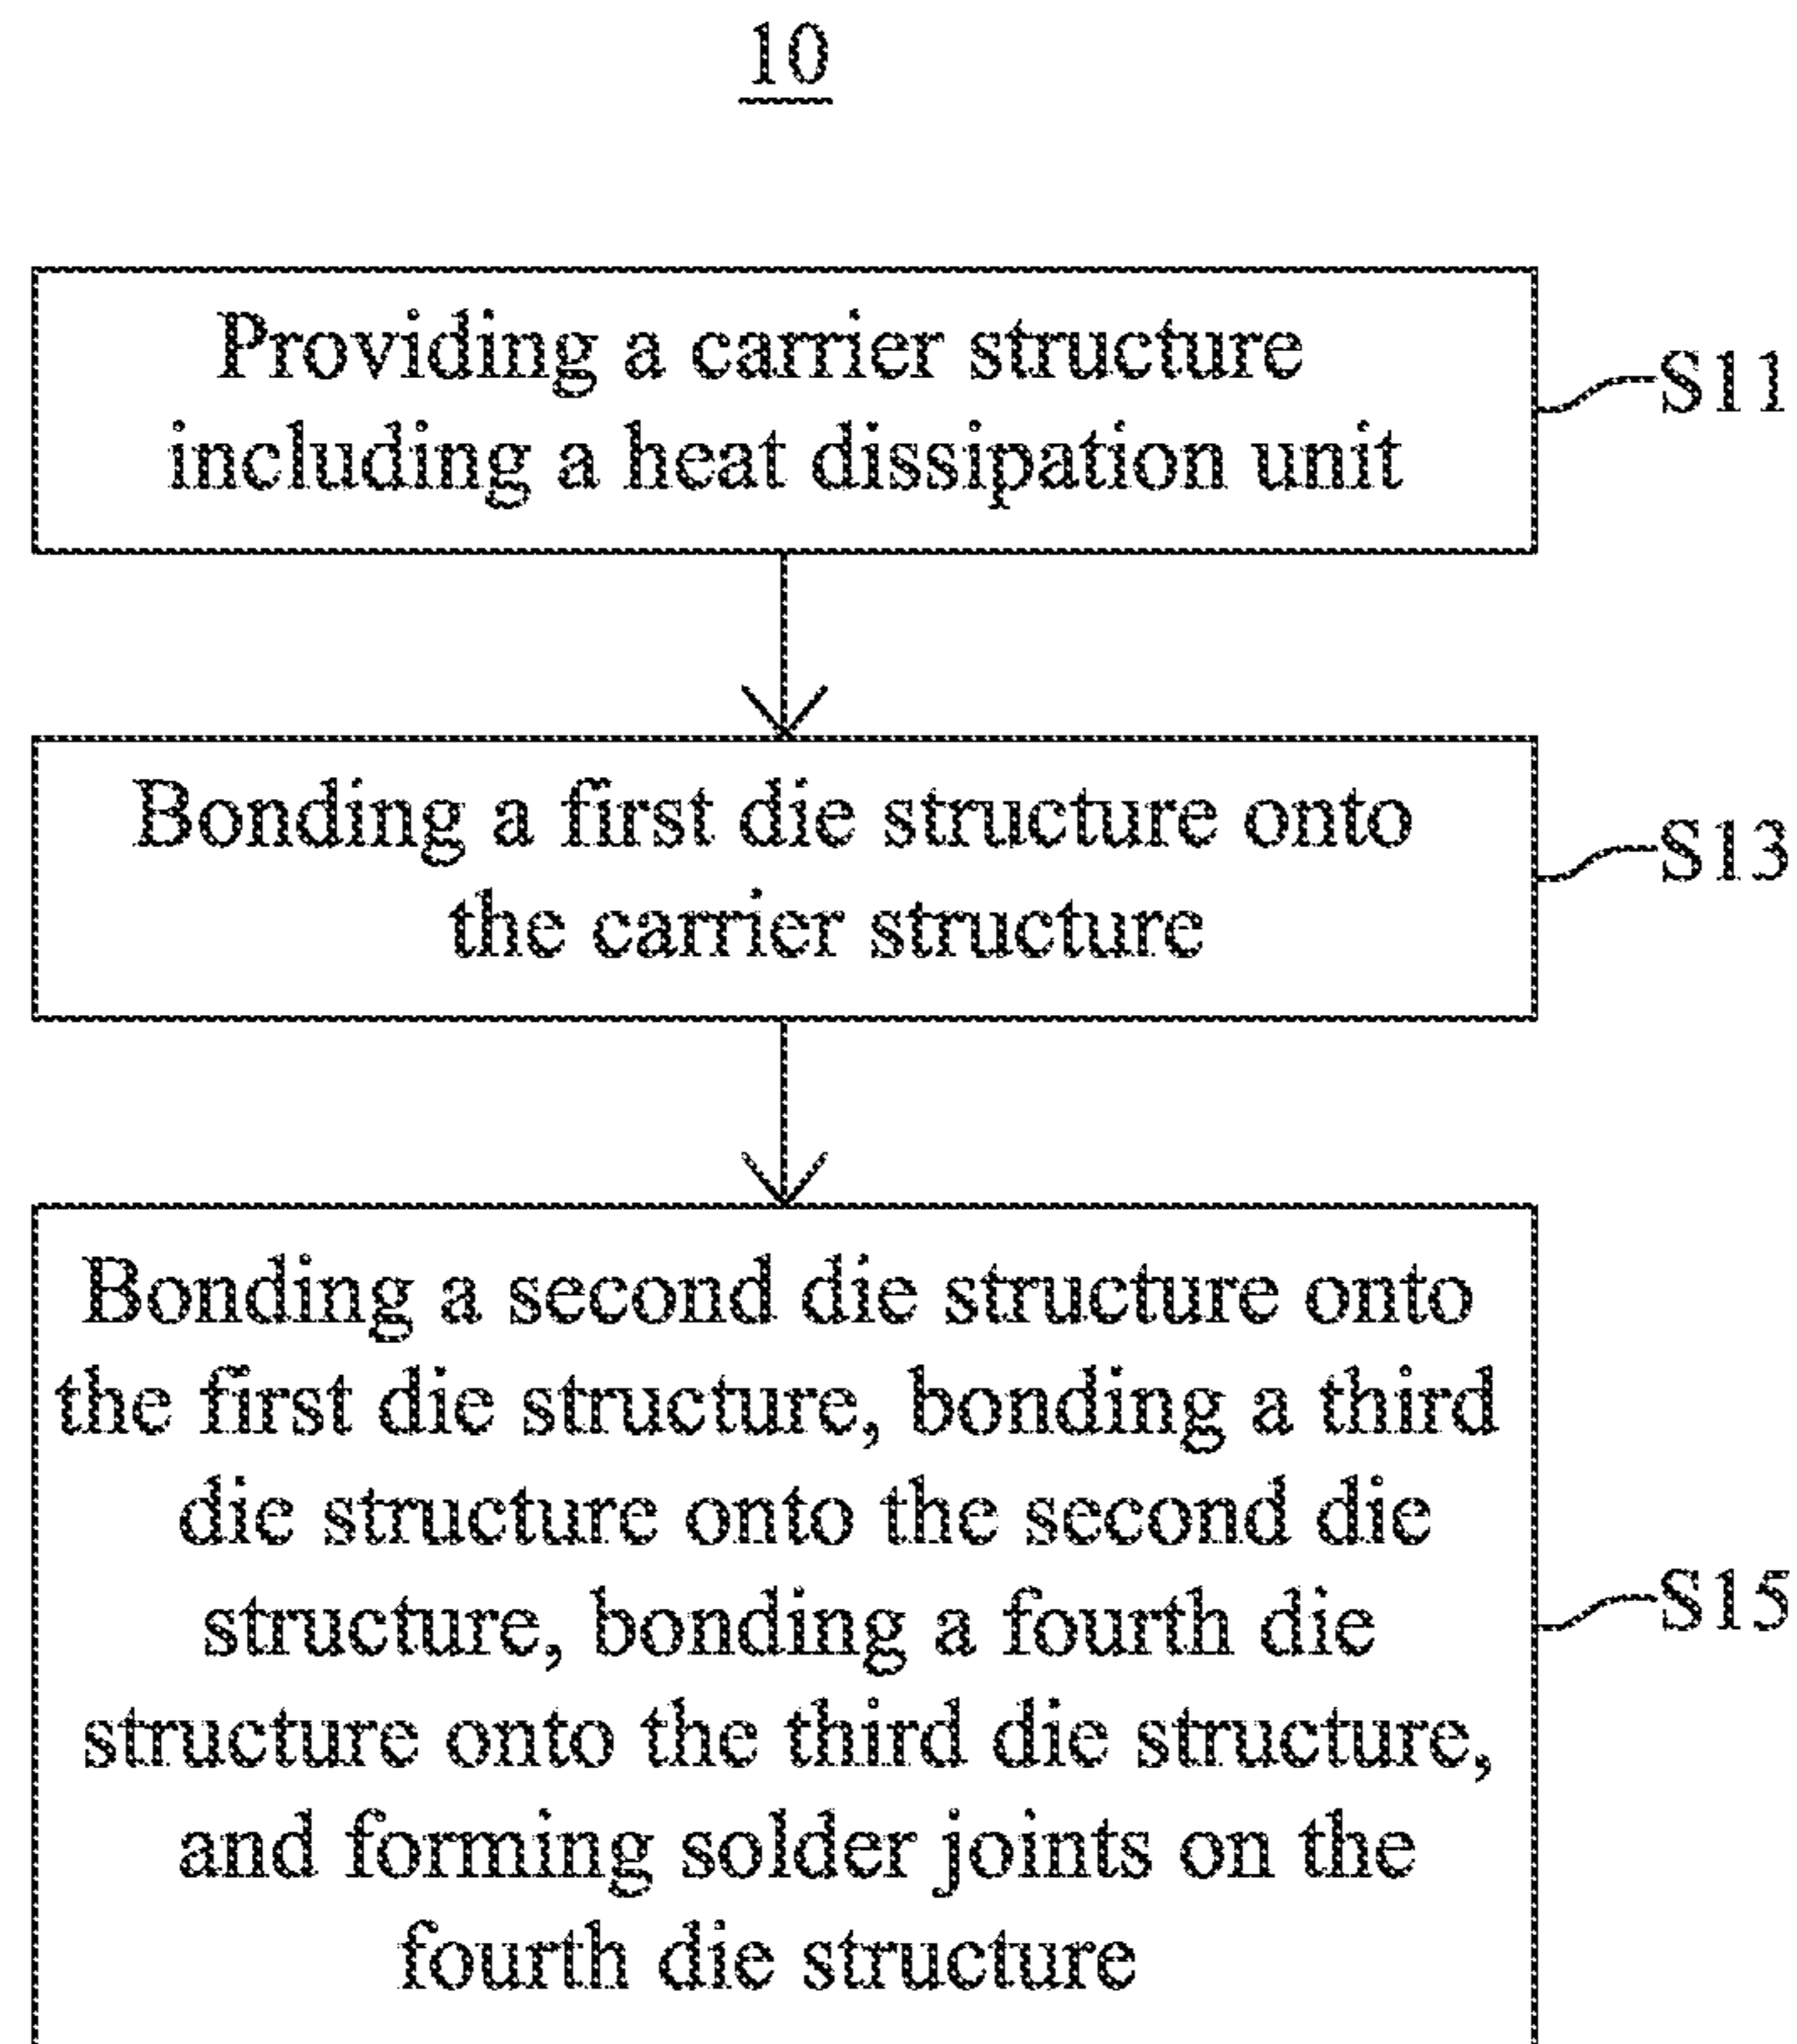 10
Providing a carrier structure
including a heat dissipation unit
S11
Bonding a first die structure onto
the carrier structure
S13
Bonding a second die structure onto
the first die structure, bonding a third
die structure onto the second die
structure, bonding a fourth die
structure onto the third die structure,
and forming solder joints on the
fourth die structure
S15